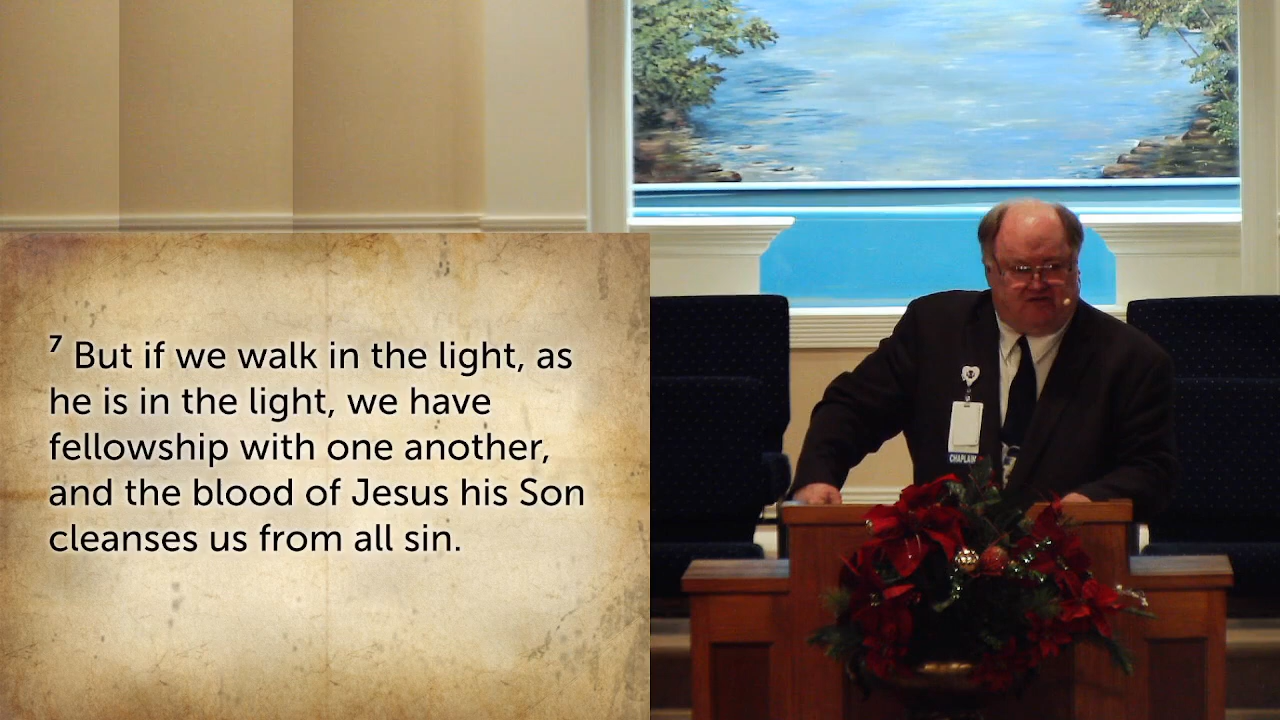 ⁷ But if we walk in the light, as
he is in the light, we have
fellowship with one another,
and the blood of Jesus his Son
cleanses us from all sin.
CHAPLAIN